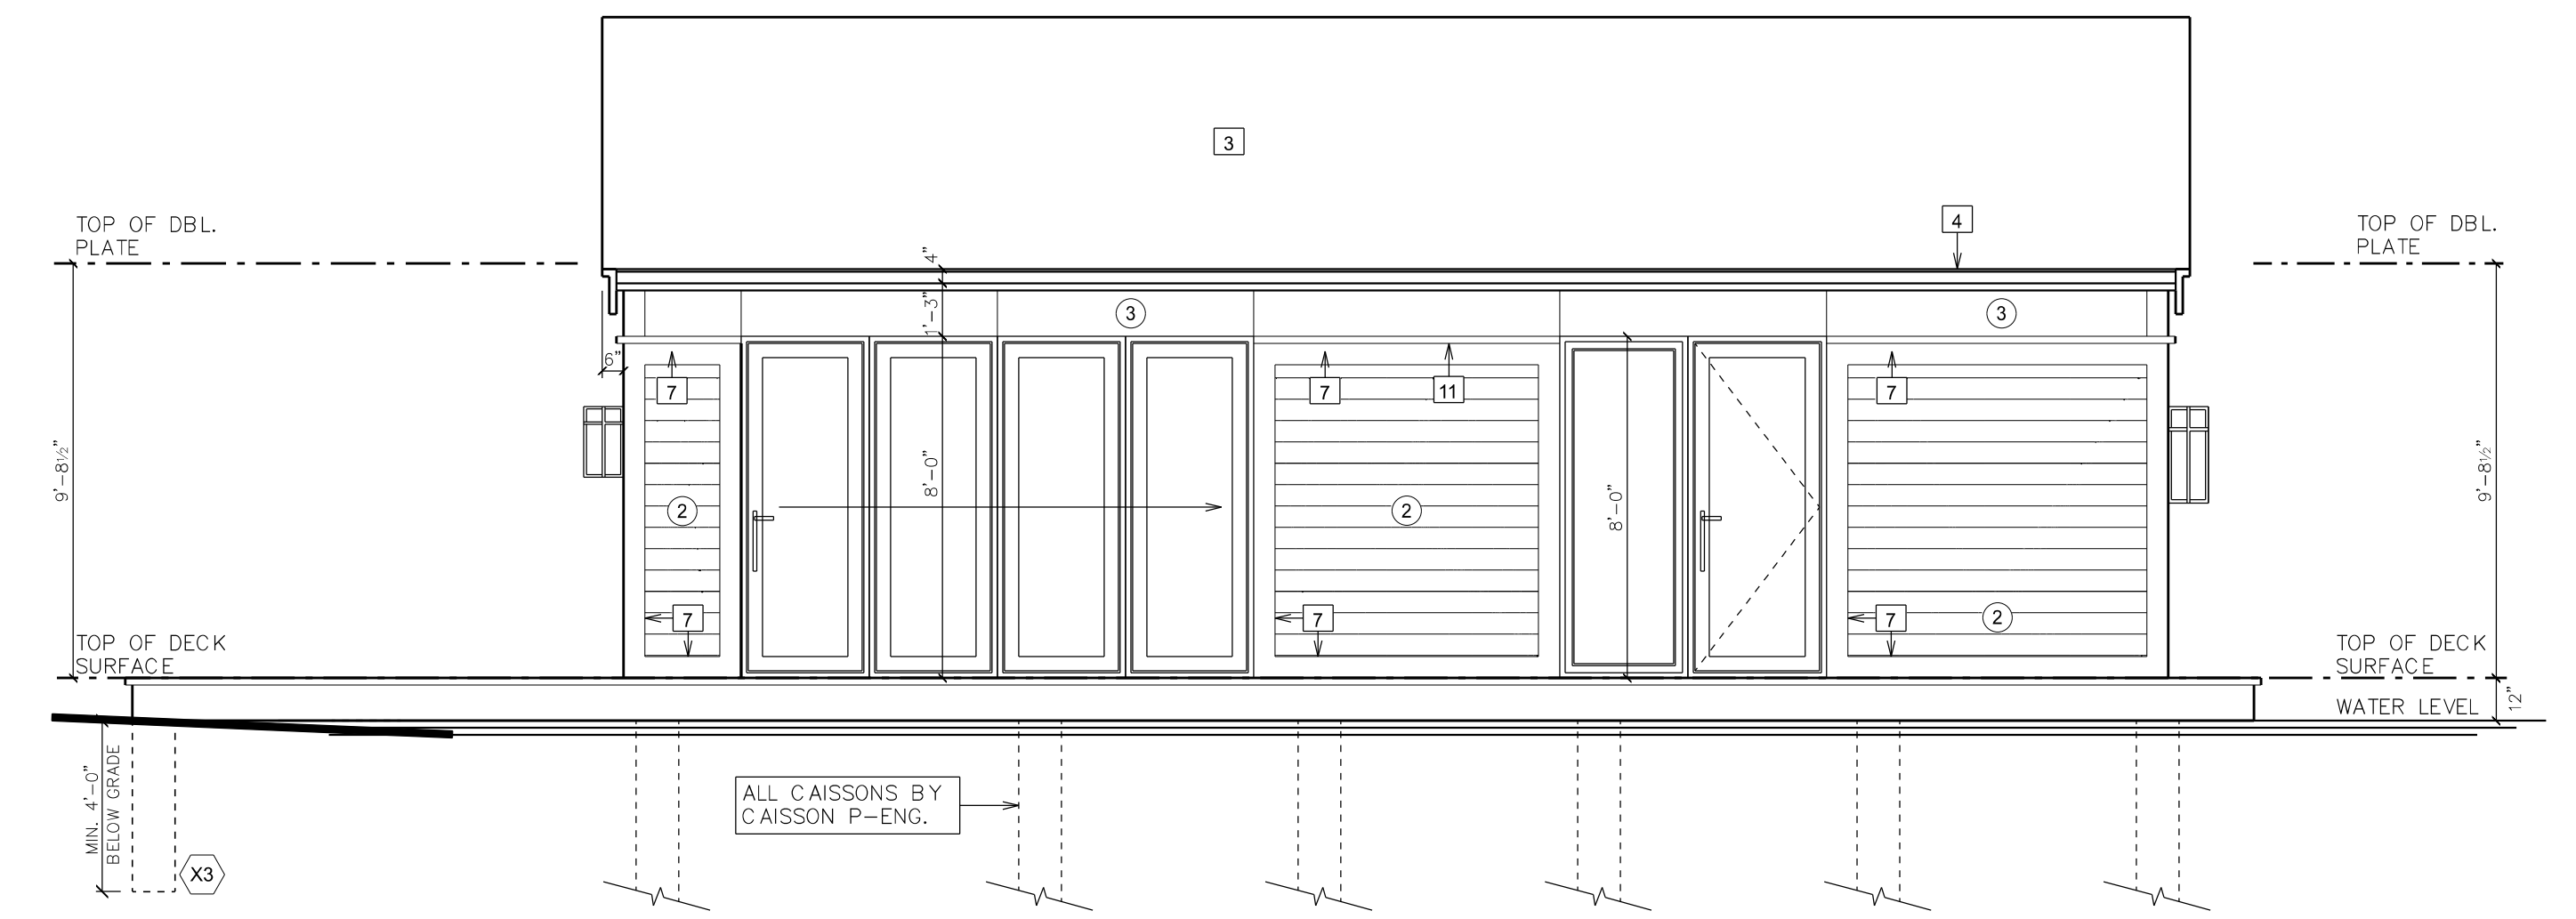 3
TOP OF DBL.
PLATE
4
TOP OF DBL.
PLATE
4"
1'-3"
3
3
6"
7
7
11
7
9'-8½"
8'-0"
8'-0"
9'-8½"
2
2
7
7
7
2
TOP OF DECK
SURFACE
TOP OF DECK
SURFACE
12"
WATER LEVEL
MIN. 4'-0"
BELOW GRADE
ALL CAISSONS BY
CAISSON P-ENG.
X3